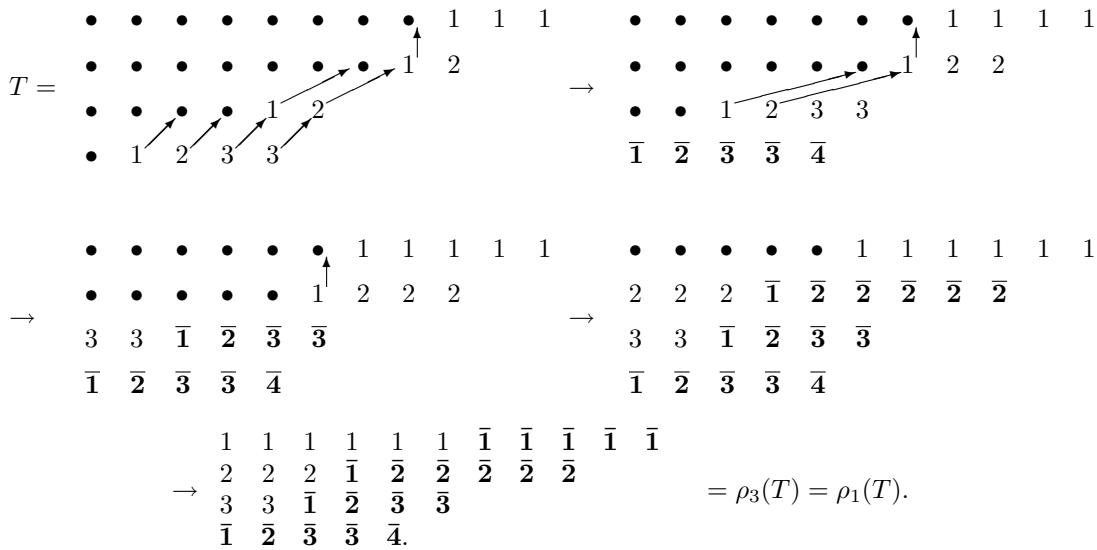 • • • • • • • • 1 1 1
• • • • • • • 1 2
T =
• • • • 1 2
• 1 2 3 3
→
• • • • • • • 1 1 1 1
• • • • • • 1 2 2
• • 1 2 3 3
1̅ 2̅ 3̅ 3̅ 4̅
→
• • • • • • 1 1 1 1 1
• • • • • 1 2 2 2
3 3 1̅ 2̅ 3̅ 3̅
1̅ 2̅ 3̅ 3̅ 4̅
→
• • • • • 1 1 1 1 1 1
2 2 2 1̅ 2̅ 2̅ 2̅ 2̅ 2̅
3 3 1̅ 2̅ 3̅ 3̅
1̅ 2̅ 3̅ 3̅ 4̅
→
1 1 1 1 1 1 1̅ 1̅ 1̅ 1̅ 1̅
2 2 2 1̅ 2̅ 2̅ 2̅ 2̅ 2̅
3 3 1̅ 2̅ 3̅ 3̅
1̅ 2̅ 3̅ 3̅ 4̅.
= ρ₃(T) = ρ₁(T).